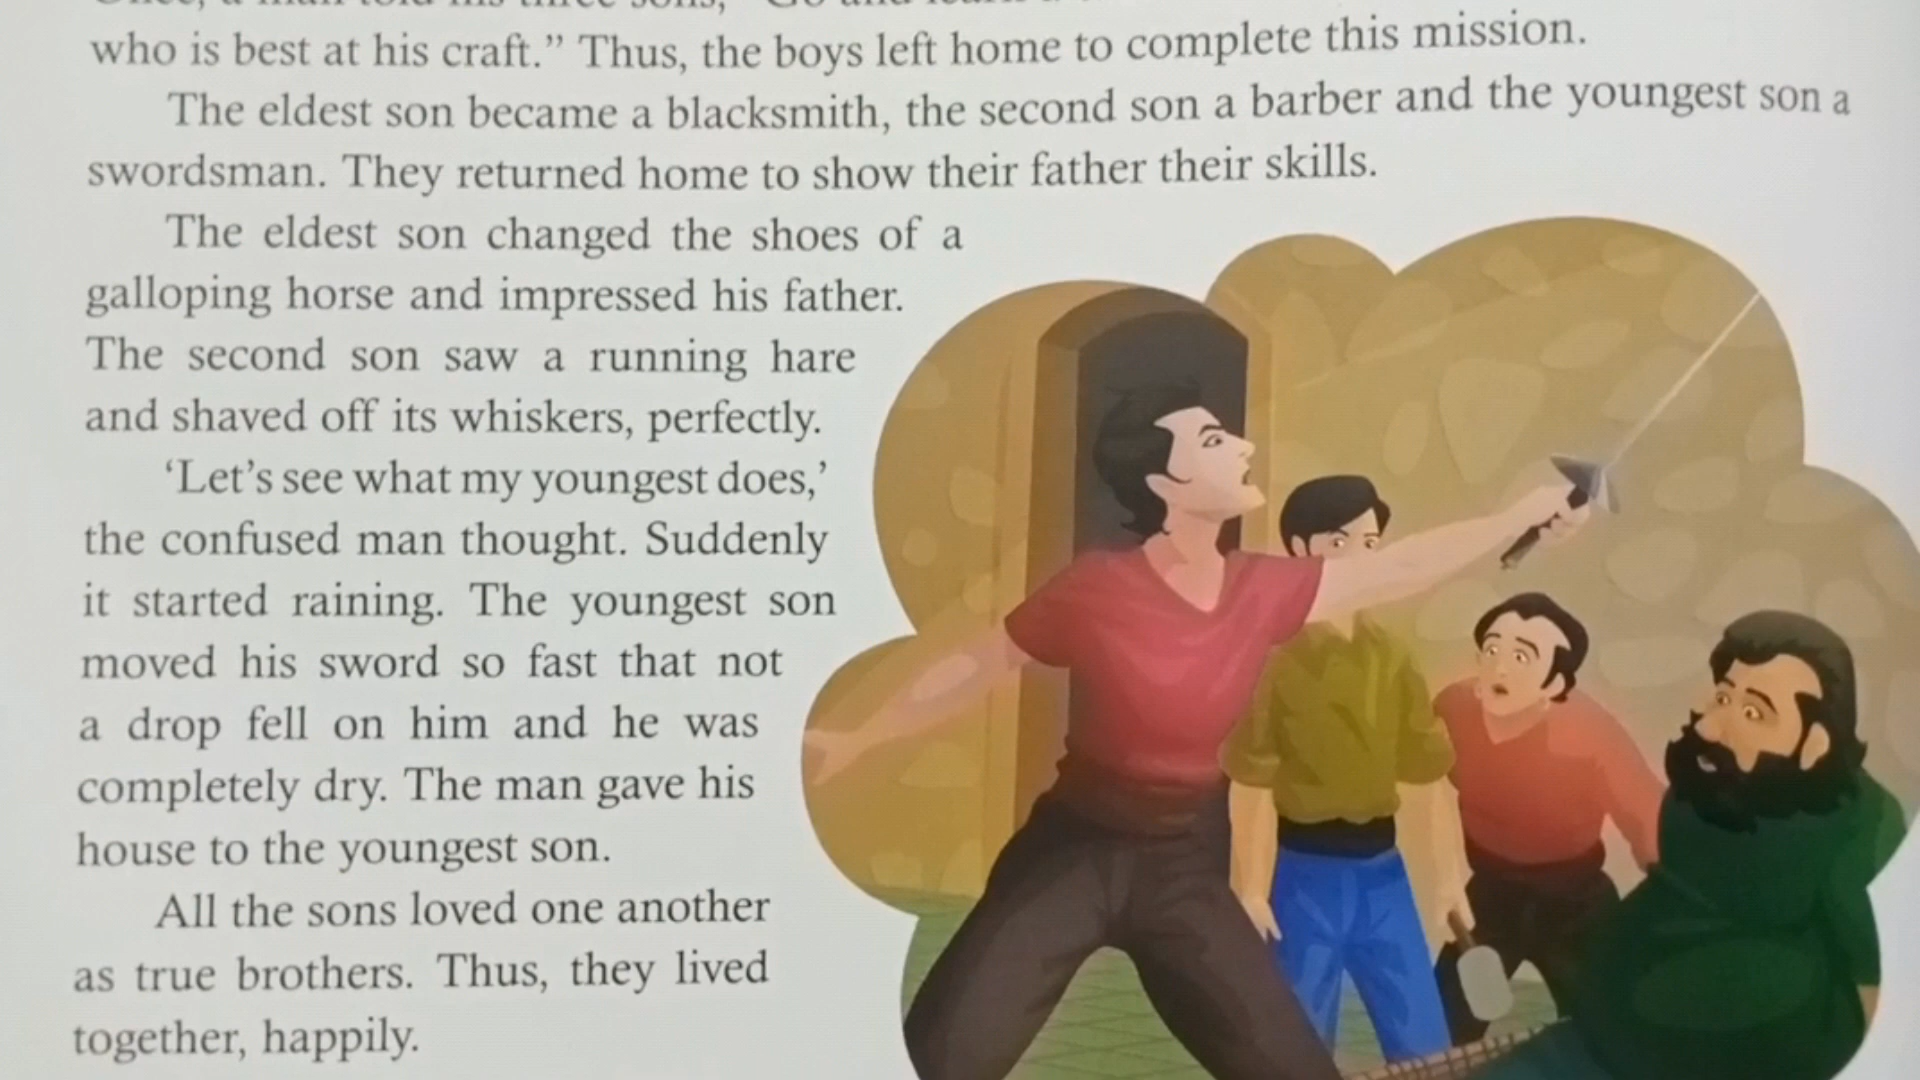 who is best at his craft.” Thus, the boys left home to complete this mission.
The eldest son became a blacksmith, the second son a barber and the youngest son a
swordsman. They returned home to show their father their skills.
The eldest son changed the shoes of a
galloping horse and impressed his father.
The second son saw a running hare
and shaved off its whiskers, perfectly.
‘Let’s see what my youngest does,’
the confused man thought. Suddenly
it started raining. The youngest son
moved his sword so fast that not
a drop fell on him and he was
completely dry. The man gave his
house to the youngest son.
All the sons loved one another
as true brothers. Thus, they lived
together, happily.